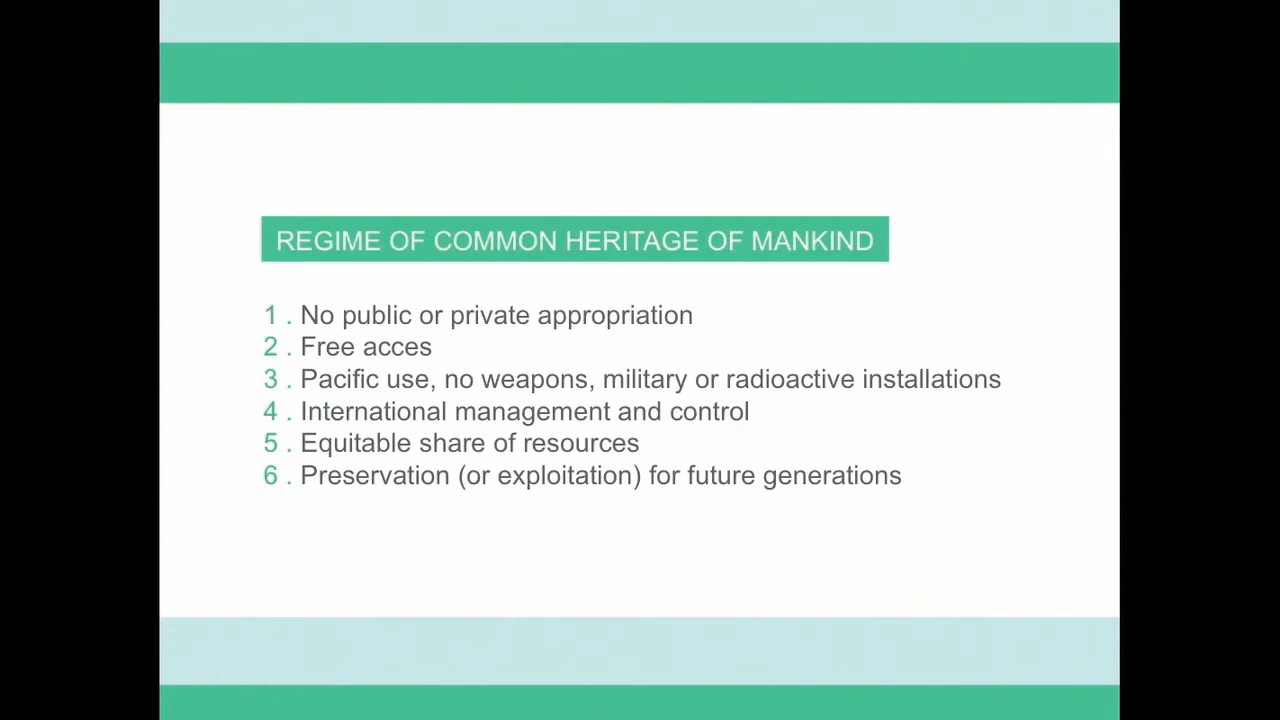 REGIME OF COMMON HERITAGE OF MANKIND
1 . No public or private appropriation
2 . Free acces
3 . Pacific use, no weapons, military or radioactive installations
4 . International management and control
5 . Equitable share of resources
6 . Preservation (or exploitation) for future generations